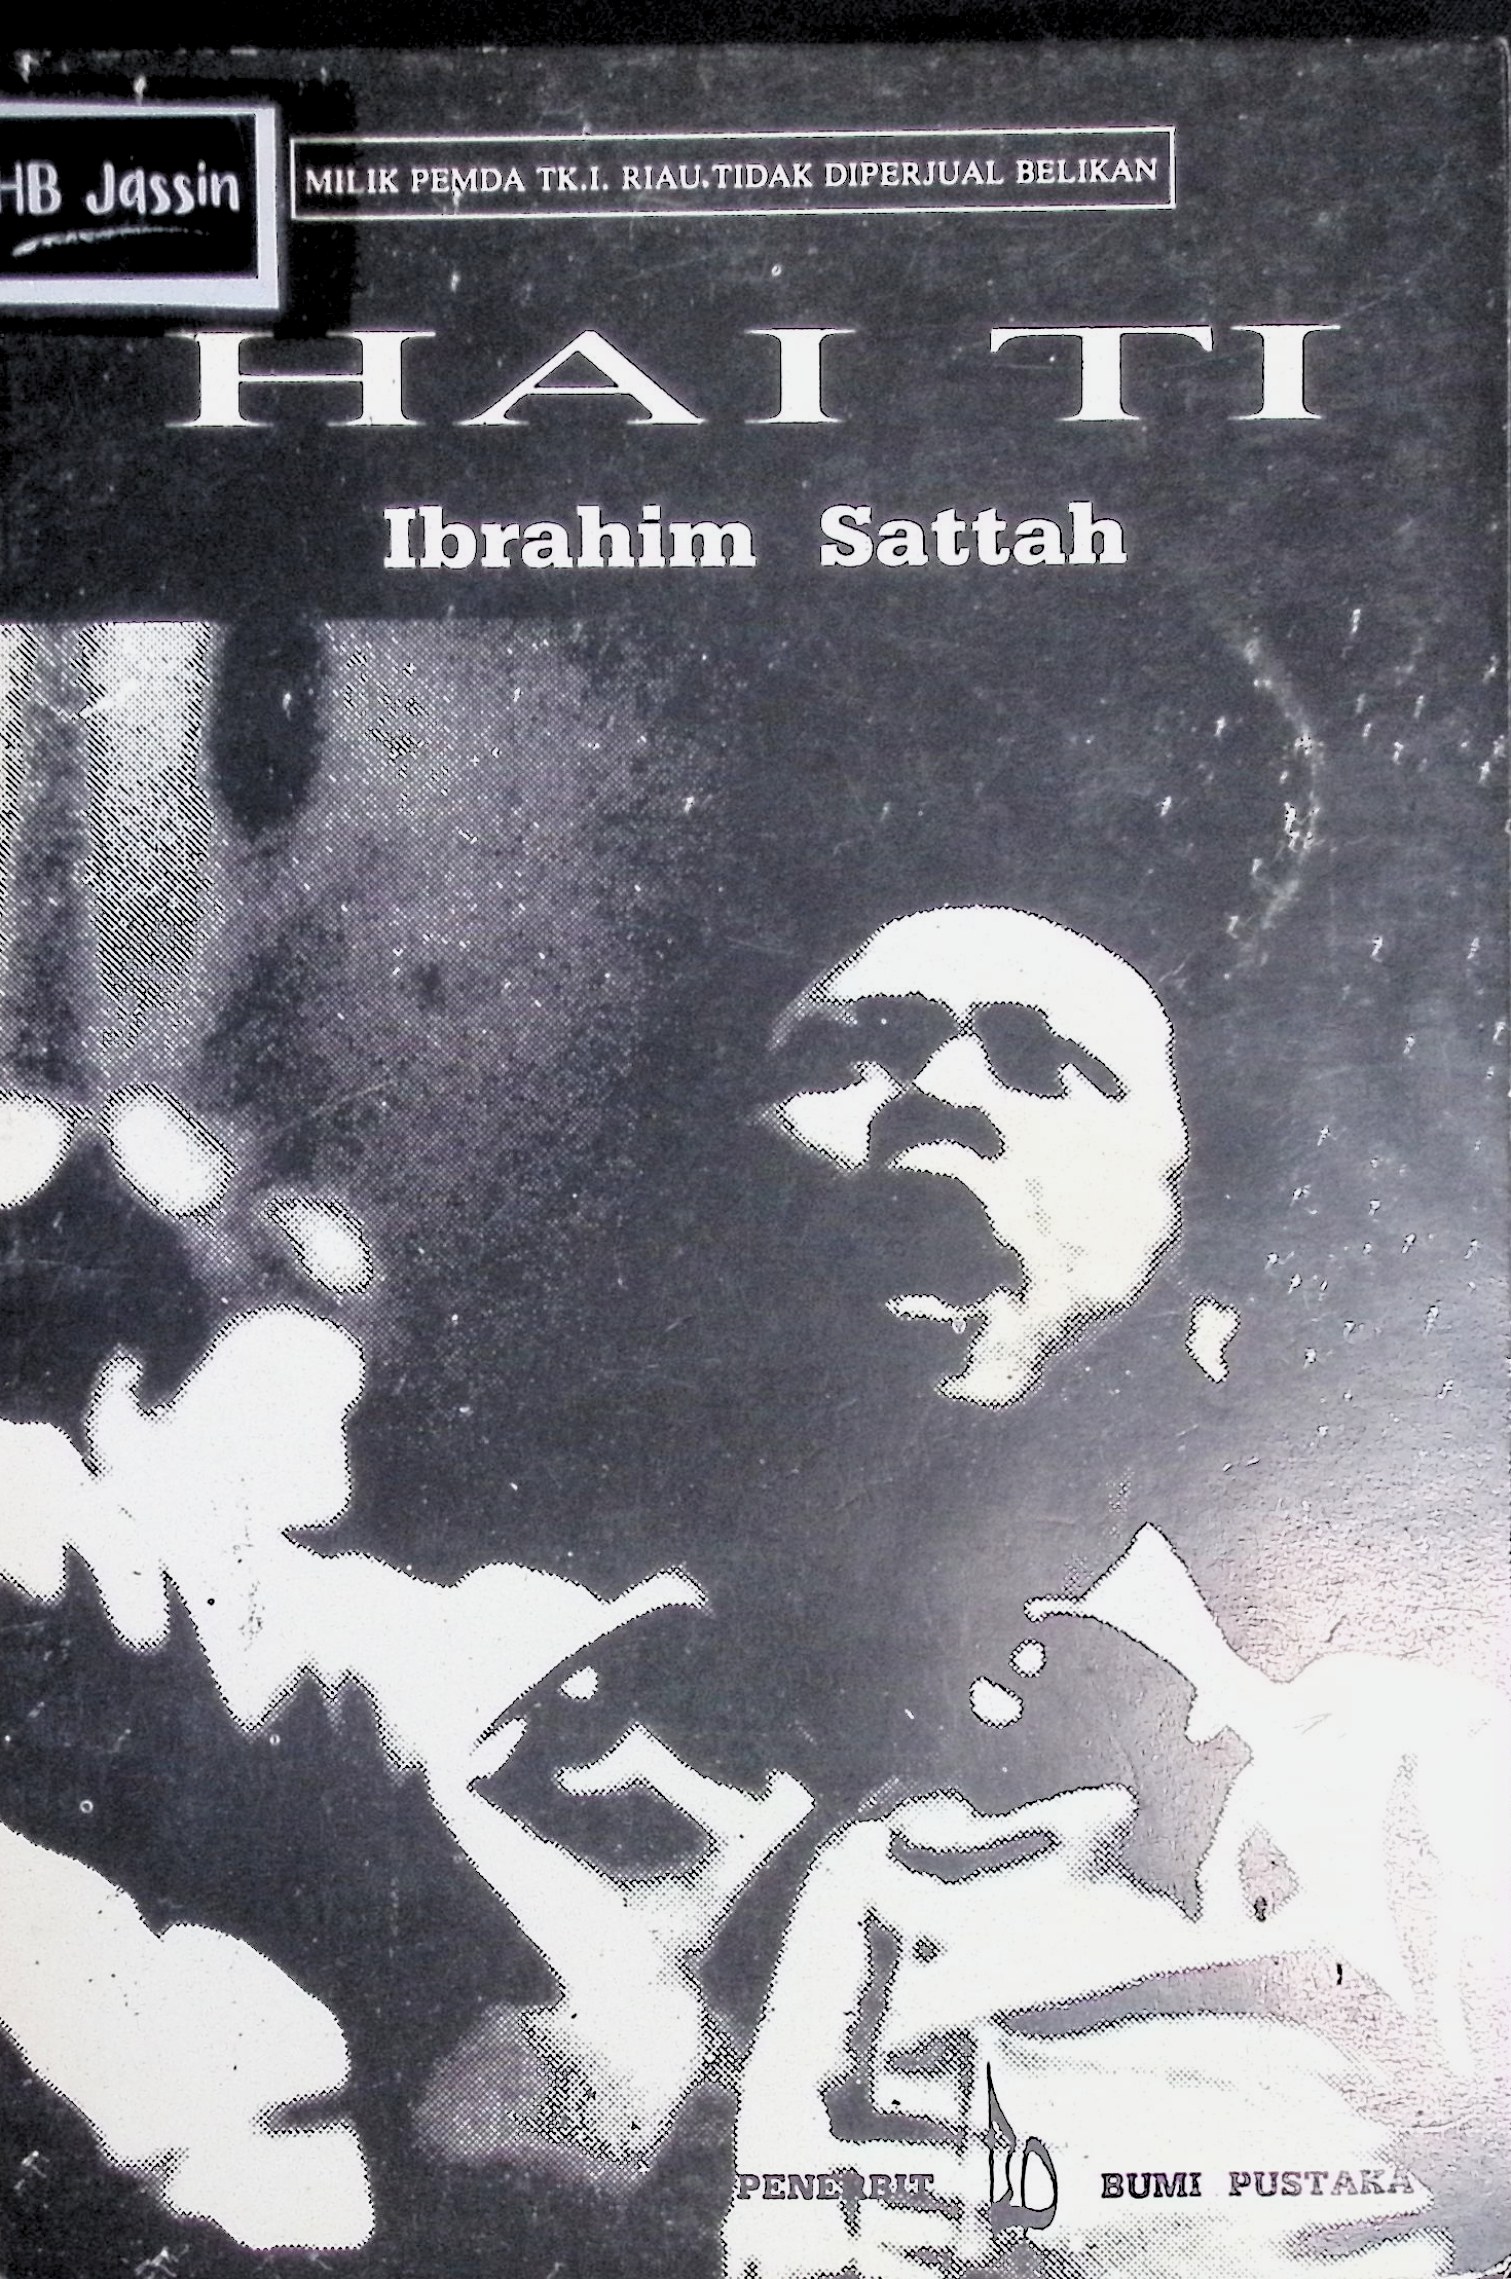 HB Jassin
MILIK PEMDA TK.I. RIAU.TIDAK DIPERJUAL BELIKAN
HAI TI
Ibrahim Sattah
PENERBIT BUMI PUSTAKA